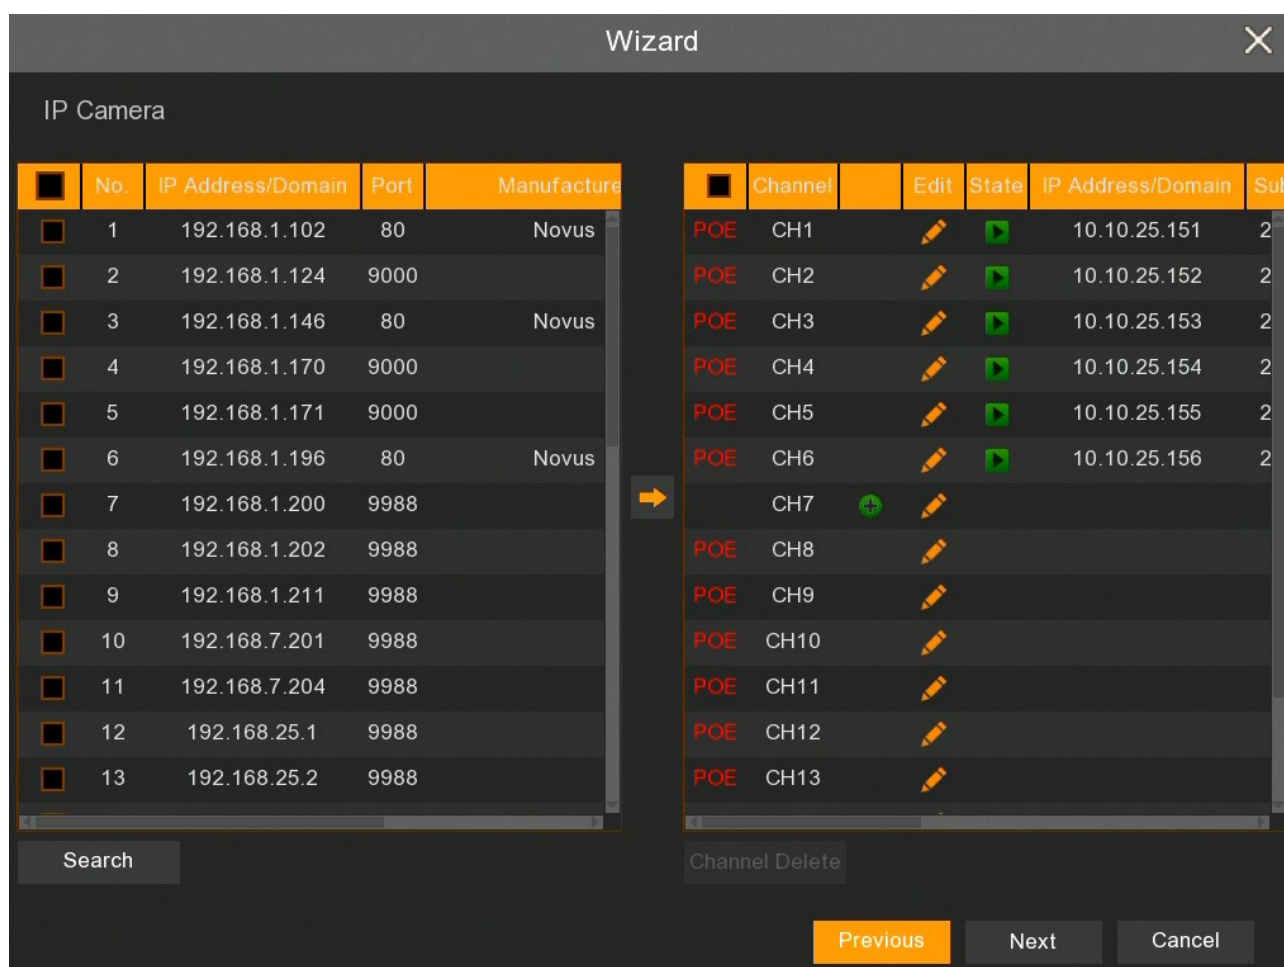 Wizard
IP Camera
No. IP Address/Domain Port Manufacture
1 192.168.1.102 80 Novus
2 192.168.1.124 9000
3 192.168.1.146 80 Novus
4 192.168.1.170 9000
5 192.168.1.171 9000
6 192.168.1.196 80 Novus
7 192.168.1.200 9988
8 192.168.1.202 9988
9 192.168.1.211 9988
10 192.168.7.201 9988
11 192.168.7.204 9988
12 192.168.25.1 9988
13 192.168.25.2 9988
Search
Channel Edit State IP Address/Domain Sub
POE CH1 10.10.25.151 2
POE CH2 10.10.25.152 2
POE CH3 10.10.25.153 2
POE CH4 10.10.25.154 2
POE CH5 10.10.25.155 2
POE CH6 10.10.25.156 2
CH7
POE CH8
POE CH9
POE CH10
POE CH11
POE CH12
POE CH13
Channel Delete
Previous Next Cancel